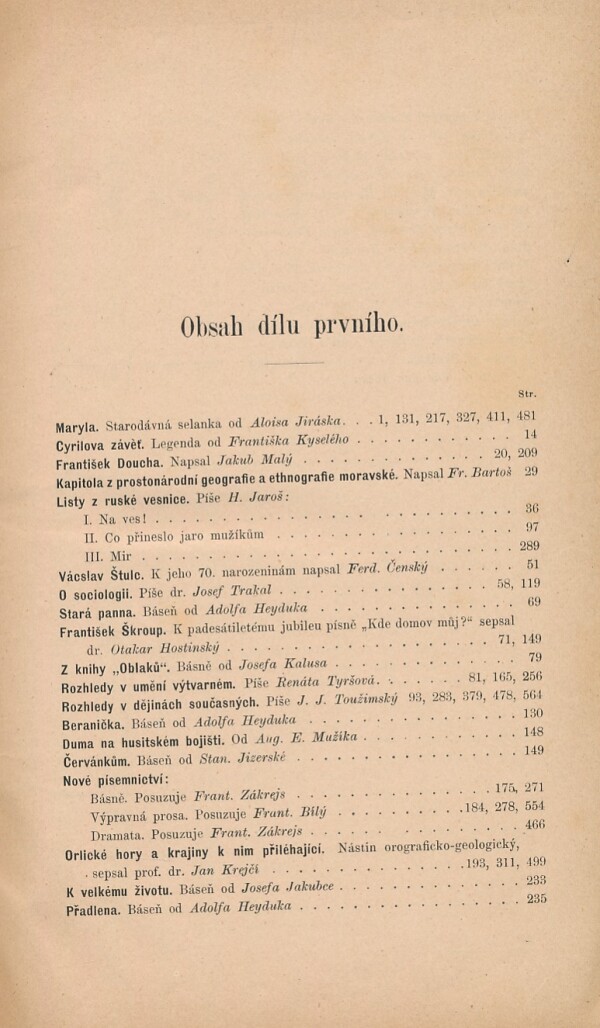 Obsah dílu prvního.
Str.
Maryla. Starodávná selanka od Aloisa Jiráska. . . 1, 131, 217, 327, 411, 481
Cyrilova závěť. Legenda od Františka Kyselého . . . . . . . . . . . . 14
František Doucha. Napsal Jakub Malý . . . . . . . . . . . . . . 20, 209
Kapitola z prostonárodní geografie a ethnografie moravské. Napsal Fr. Bartoš 29
Listy z ruské vesnice. Píše H. Jaroš:
I. Na ves! . . . . . . . . . . . . . . . . . . . . . . 36
II. Co přineslo jaro mužíkům . . . . . . . . . . . . . . . 97
III. Mir . . . . . . . . . . . . . . . . . . . . . . . 289
Vácslav Štulc. K jeho 70. narozeninám napsal Ferd. Čenský . . . . . . 51
O sociologii. Píše dr. Josef Trakal . . . . . . . . . . . . . . 58, 119
Stará panna. Báseň od Adolfa Heyduka . . . . . . . . . . . . . . 69
František Škroup. K padesátiletému jubileu písně „Kde domov můj?“ sepsal
dr. Otakar Hostinský . . . . . . . . . . . . . . . . . . 71, 149
Z knihy „Oblaků“. Básně od Josefa Kalusa . . . . . . . . . . . . . 79
Rozhledy v umění výtvarném. Píše Renáta Tyršová . . . . . . 81, 165, 256
Rozhledy v dějinách současných. Píše J. J. Toužimský 93, 283, 379, 478, 564
Beranička. Báseň od Adolfa Heyduka . . . . . . . . . . . . . . . 130
Duma na husitském bojišti. Od Aug. E. Mužíka . . . . . . . . . . . . 148
Červánkům. Báseň od Stan. Jizerské . . . . . . . . . . . . . . . 149
Nové písemnictví:
Básně. Posuzuje Frant. Zákrejs . . . . . . . . . . . . . 175, 271
Výpravná prosa. Posuzuje Frant. Bílý . . . . . . . . . 184, 278, 554
Dramata. Posuzuje Frant. Zákrejs . . . . . . . . . . . . . . 466
Orlické hory a krajiny k nim přiléhající. Nástin orograficko-geologický,
sepsal prof. dr. Jan Krejčí . . . . . . . . . . . . . 193, 311, 499
K velkému životu. Báseň od Josefa Jakubce . . . . . . . . . . . . . 233
Přadlena. Báseň od Adolfa Heyduka . . . . . . . . . . . . . . . 235